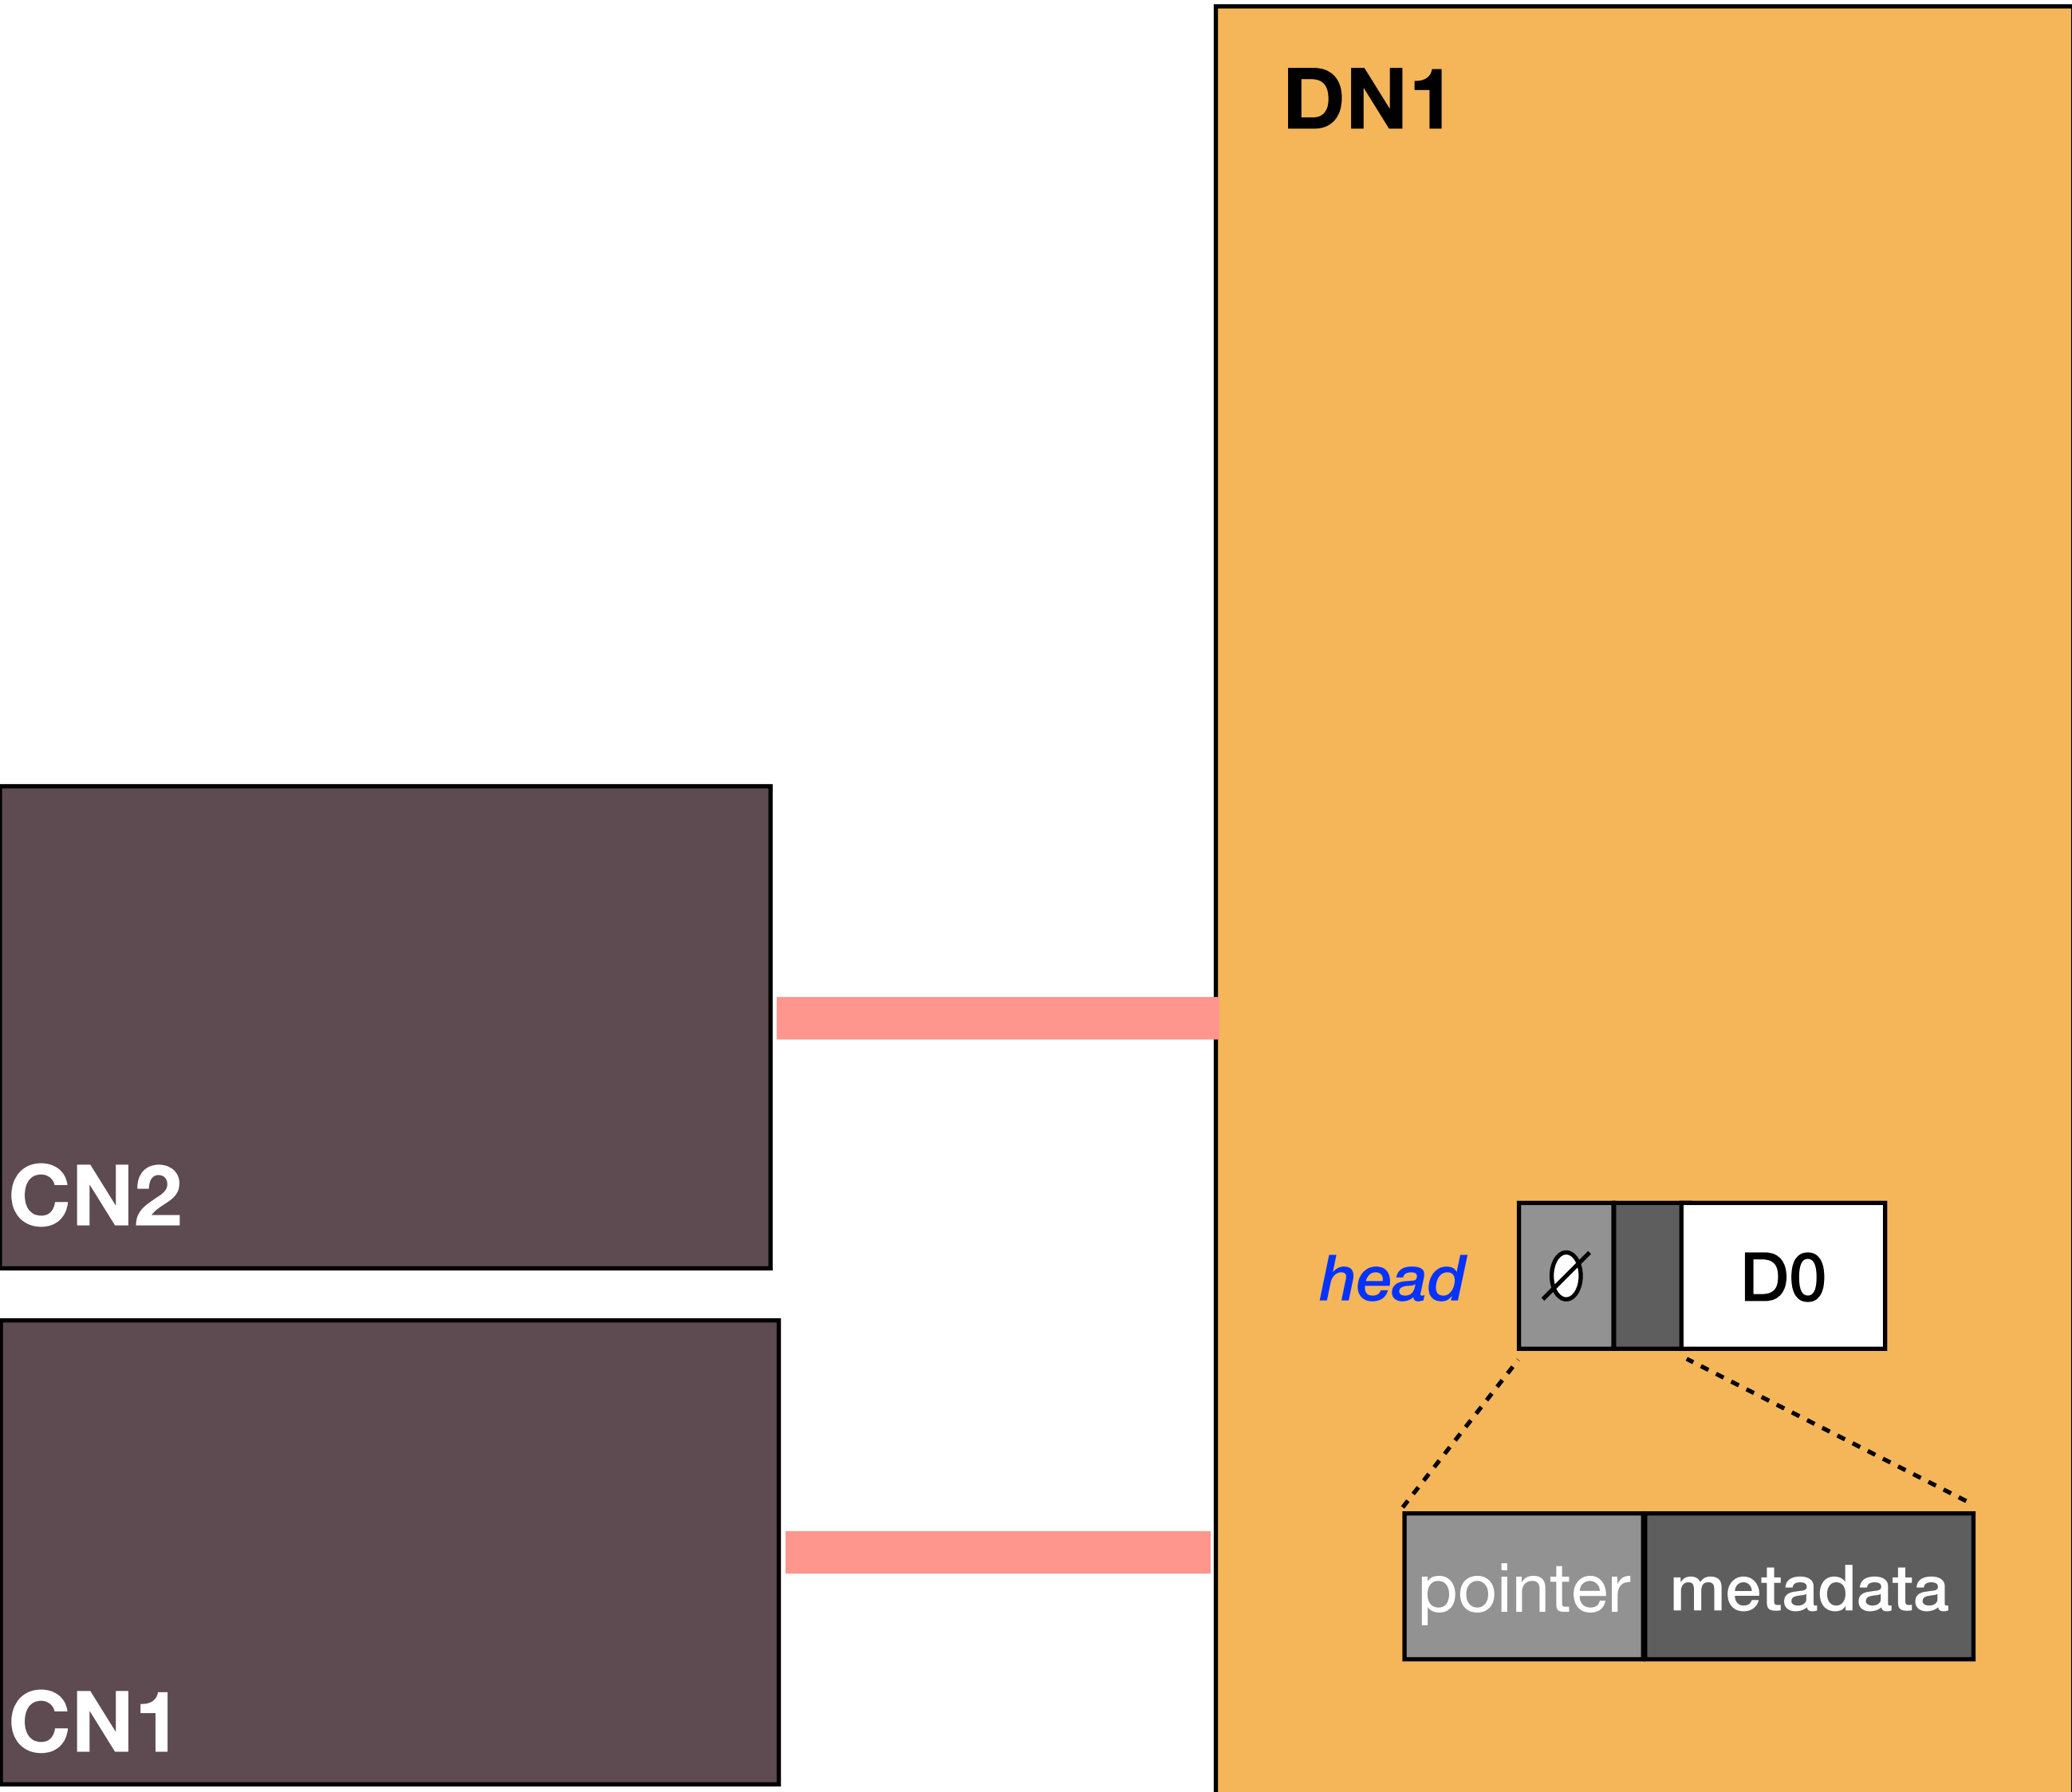 DN1
CN2
head
D0
pointer
metadata
CN1